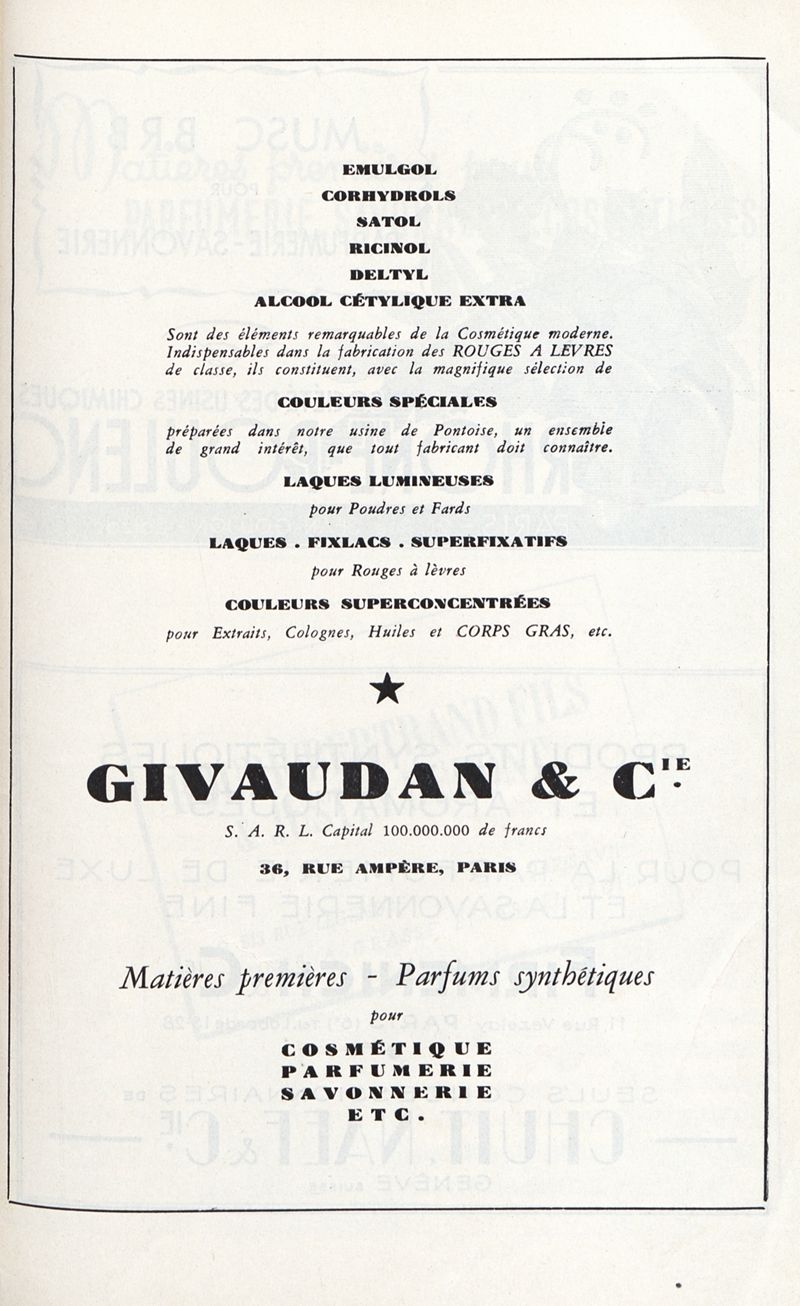 EMULGOL
CORHYDROLS
SATOL
RICINOL
DELTYL
ALCOOL CÉTYLIQUE EXTRA
Sont des éléments remarquables de la Cosmétique moderne.
Indispensables dans la fabrication des ROUGES A LEVRES
de classe, ils constituent, avec la magnifique sélection de
COULEURS SPÉCIALES
préparées dans notre usine de Pontoise, un ensemble
de grand intérêt, que tout fabricant doit connaître.
LAQUES LUMINEUSES
pour Poudres et Fards
LAQUES . FIXLACS . SUPERFIXATIFS
pour Rouges à lèvres
COULEURS SUPERCONCENTRÉES
pour Extraits, Colognes, Huiles et CORPS GRAS, etc.
GIVAUDAN & CIE.
S. A. R. L. Capital 100.000.000 de francs
36, RUE AMPÈRE, PARIS
Matières premières - Parfums synthétiques
pour
COSMÉTIQUE
PARFUMERIE
SAVONNERIE
ETC.